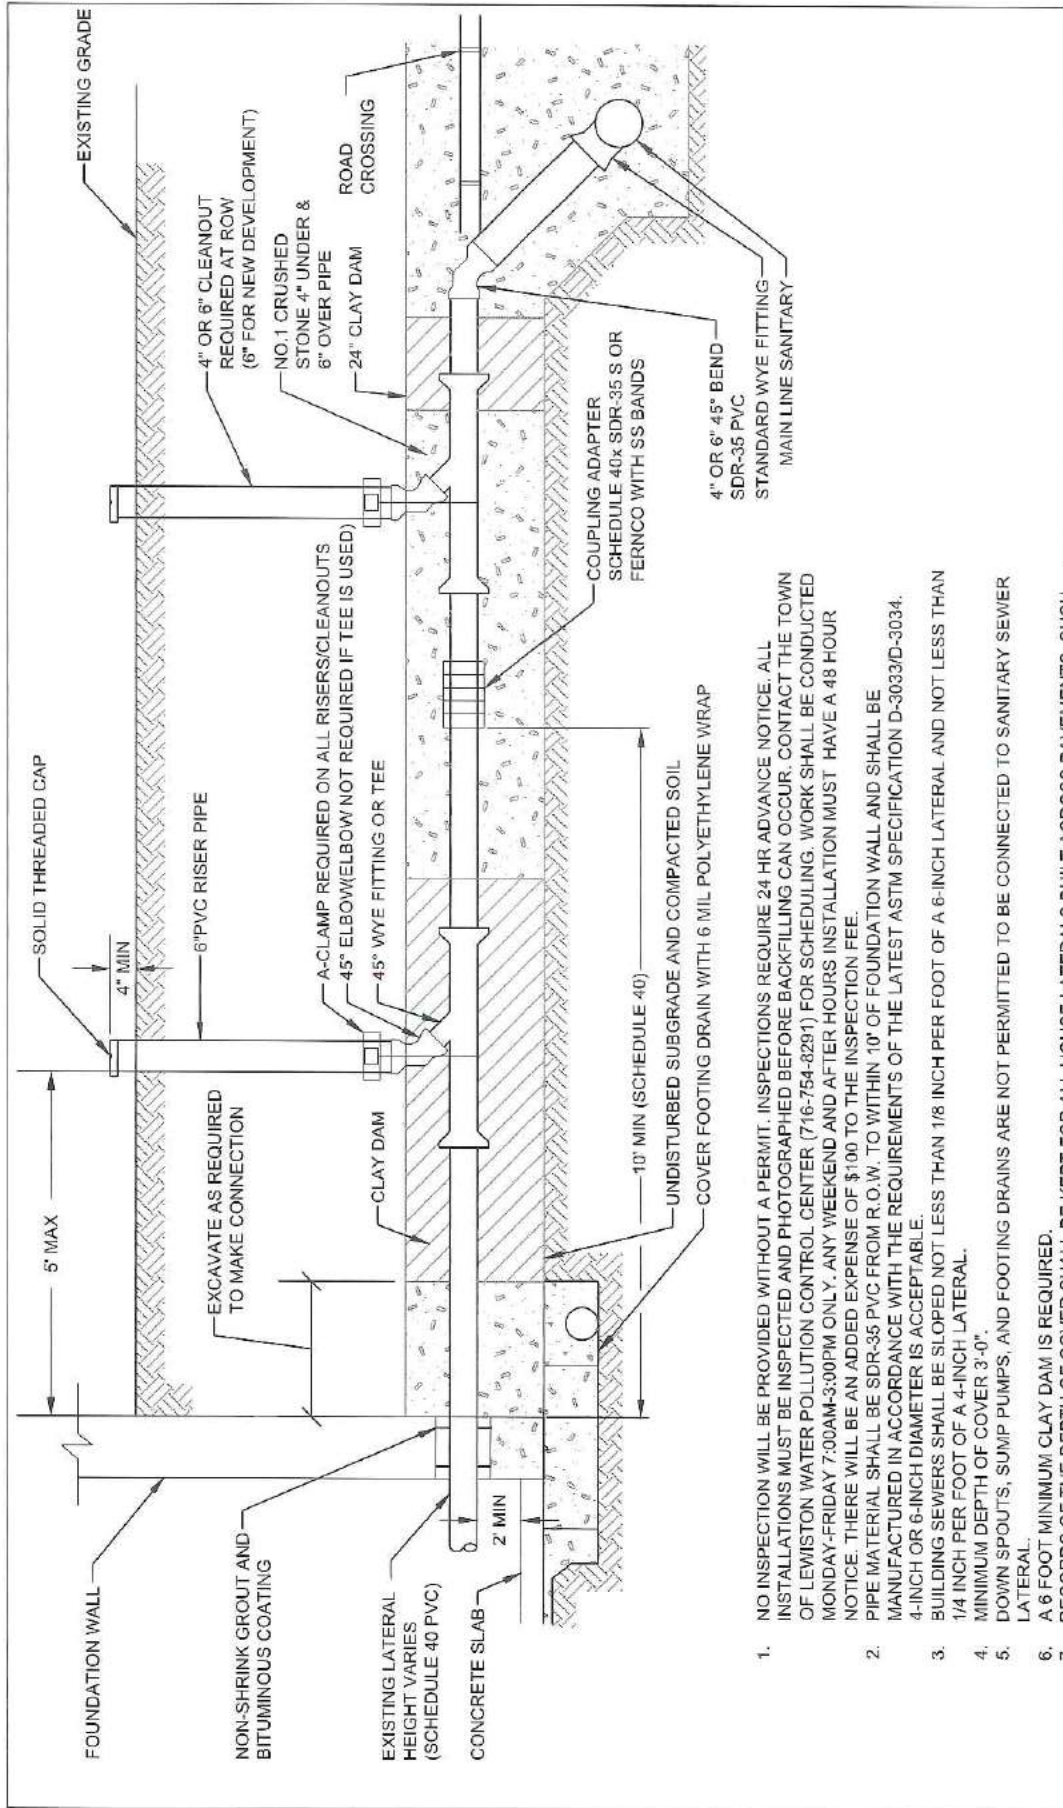 FOUNDATION WALL
NON-SHRINK GROUT AND
BITUMINOUS COATING
EXISTING LATERAL
HEIGHT VARIES
(SCHEDULE 40 PVC)
CONCRETE SLAB
2' MIN
5' MAX
EXCAVATE AS REQUIRED
TO MAKE CONNECTION
CLAY DAM
SOLID THREADED CAP
4" MIN
6"PVC RISER PIPE
A-CLAMP REQUIRED ON ALL RISERS/CLEANOUTS
45° ELBOW(ELBOW NOT REQUIRED IF TEE IS USED)
45° WYE FITTING OR TEE
10' MIN (SCHEDULE 40)
UNDISTURBED SUBGRADE AND COMPACTED SOIL
COVER FOOTING DRAIN WITH 6 MIL POLYETHYLENE WRAP
EXISTING GRADE
4" OR 6" CLEANOUT
REQUIRED AT ROW
(6" FOR NEW DEVELOPMENT)
NO.1 CRUSHED
STONE 4" UNDER &
6" OVER PIPE
24" CLAY DAM
ROAD
CROSSING
COUPLING ADAPTER
SCHEDULE 40x SDR-35 S OR
FERNCO WITH SS BANDS
4" OR 6" 45° BEND
SDR-35 PVC
STANDARD WYE FITTING
MAIN LINE SANITARY
1. NO INSPECTION WILL BE PROVIDED WITHOUT A PERMIT. INSPECTIONS REQUIRE 24 HR ADVANCE NOTICE. ALL
INSTALLATIONS MUST BE INSPECTED AND PHOTOGRAPHED BEFORE BACKFILLING CAN OCCUR. CONTACT THE TOWN
OF LEWISTON WATER POLLUTION CONTROL CENTER (716-754-8291) FOR SCHEDULING. WORK SHALL BE CONDUCTED
MONDAY-FRIDAY 7:00AM-3:00PM ONLY. ANY WEEKEND AND AFTER HOURS INSTALLATION MUST HAVE A 48 HOUR
NOTICE. THERE WILL BE AN ADDED EXPENSE OF $100 TO THE INSPECTION FEE.
2. PIPE MATERIAL SHALL BE SDR-35 PVC FROM R.O.W. TO WITHIN 10' OF FOUNDATION WALL AND SHALL BE
MANUFACTURED IN ACCORDANCE WITH THE REQUIREMENTS OF THE LATEST ASTM SPECIFICATION D-3033/D-3034.
4-INCH OR 6-INCH DIAMETER IS ACCEPTABLE.
3. BUILDING SEWERS SHALL BE SLOPED NOT LESS THAN 1/8 INCH PER FOOT OF A 6-INCH LATERAL AND NOT LESS THAN
1/4 INCH PER FOOT OF A 4-INCH LATERAL.
4. MINIMUM DEPTH OF COVER 3'-0".
5. DOWN SPOUTS, SUMP PUMPS, AND FOOTING DRAINS ARE NOT PERMITTED TO BE CONNECTED TO SANITARY SEWER
LATERAL.
6. A 6 FOOT MINIMUM CLAY DAM IS REQUIRED.